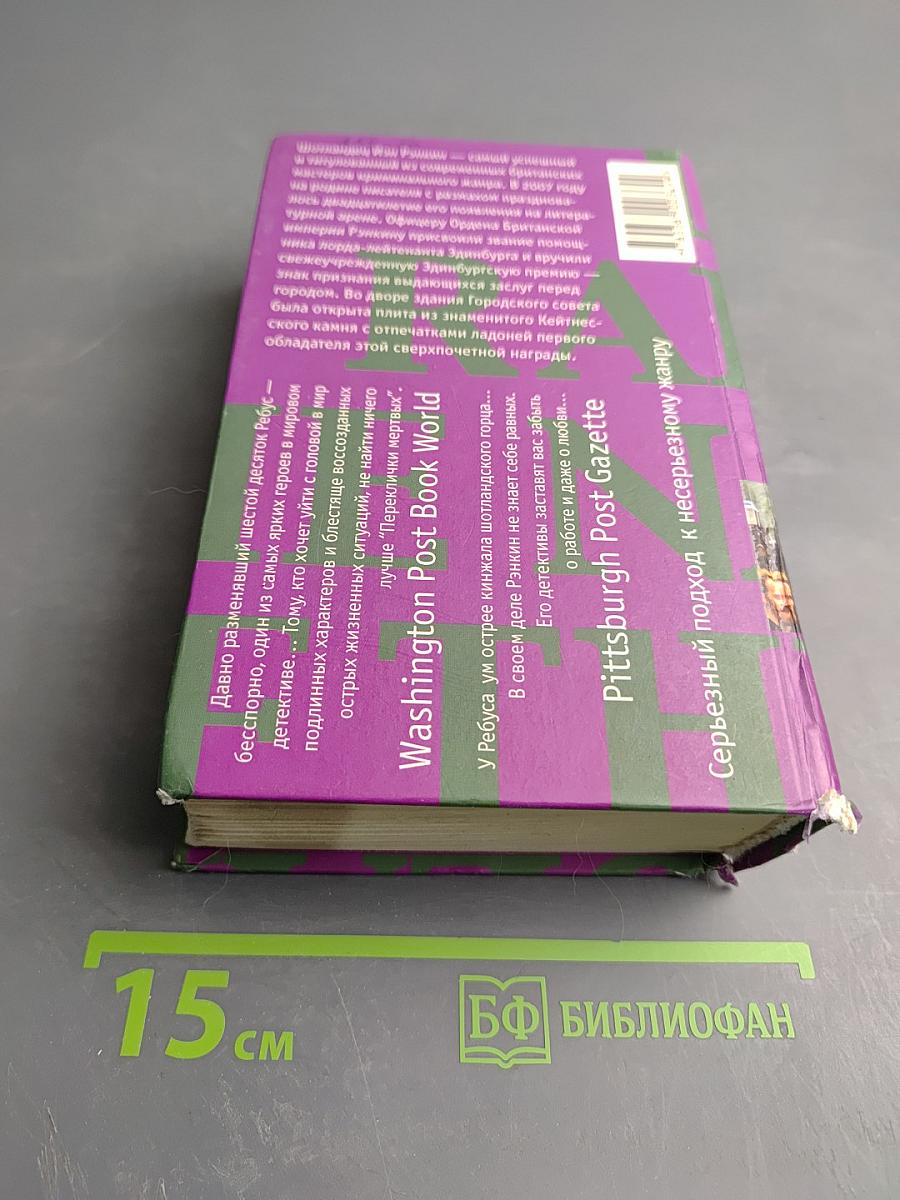 Шотландец Йэн Рэнкин — самый успешный
и титулованный из современных британских
мастеров криминального жанра. В 2007 году
на родине писателя с размахом праздновалось
лось двадцатилетие его появления на литера-
турной арене. Офицеру Ордена Британской
империи Рэнкину присвоили звание помощ-
ника лорда-лейтенанта Эдинбурга и вручили
свежеучрежденную Эдинбургскую премию —
знак признания выдающихся заслуг перед
городом. Во дворе здания Городского совета
была открыта плита из знаменитого Кейтнес-
ского камня с отпечатками ладоней первого
обладателя этой сверхпочетной награды.
Давно разменявший шестой десяток Ребус —
бесспорно, один из самых ярких героев в мировом
детективе... Тому, кто хочет уйти с головой в мир
подлинных характеров и блестяще воссозданных
острых жизненных ситуаций, не найти ничего
лучше "Переклички мертвых".
Washington Post Book World
У Ребуса ум острее кинжала шотландского горца...
В своем деле Рэнкин не знает себе равных.
Его детективы заставят вас забыть
о работе и даже о любви...
Pittsburgh Post Gazette
Серьезный подход к несерьезному жанру
RA
E N
E T H
15 см
БФ БИБЛИОФАН